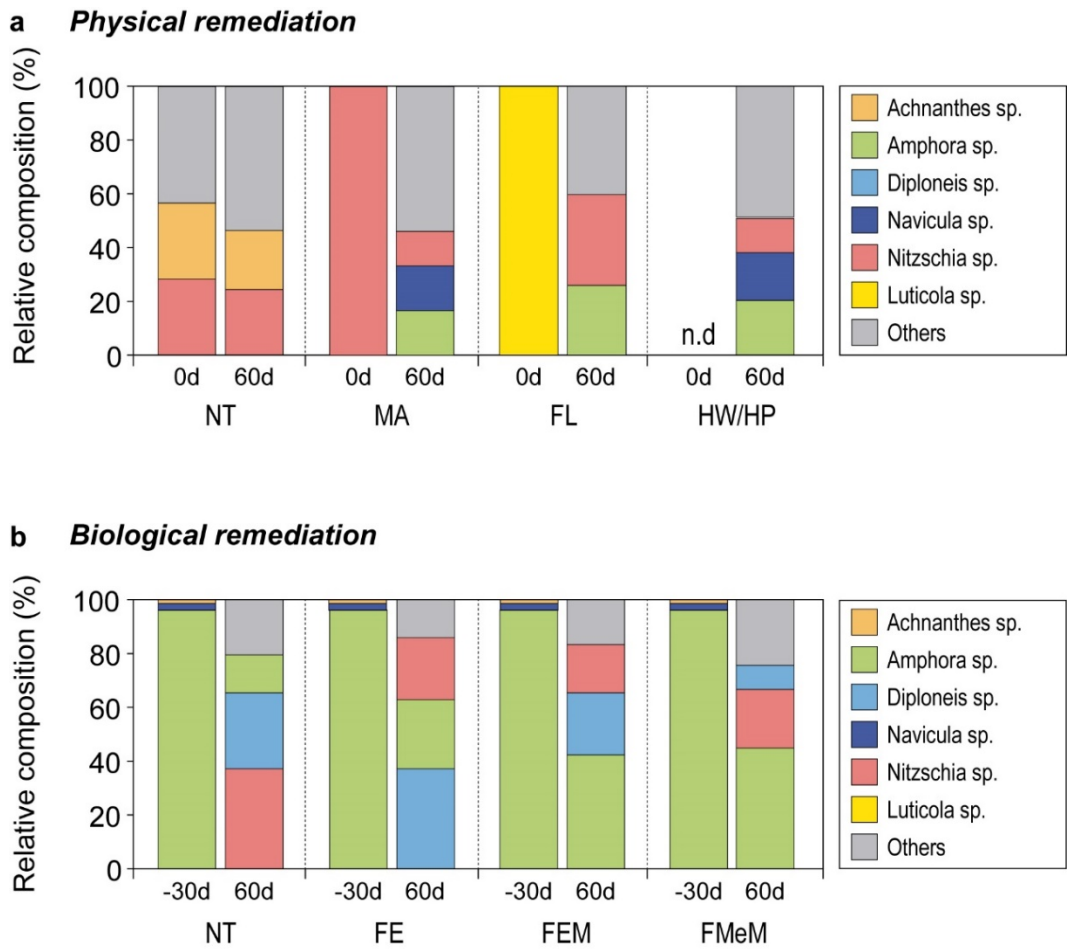 a Physical remediation
Relative composition (%)
100
80
60
40
20
0
0d 60d 0d 60d 0d 60d n.d 0d 60d
NT MA FL HW/HP
Achnanthes sp.
Amphora sp.
Diploneis sp.
Navicula sp.
Nitzschia sp.
Luticola sp.
Others
b Biological remediation
Relative composition (%)
100
80
60
40
20
0
-30d 60d -30d 60d -30d 60d -30d 60d
NT FE FEM FMeM
Achnanthes sp.
Amphora sp.
Diploneis sp.
Navicula sp.
Nitzschia sp.
Luticola sp.
Others